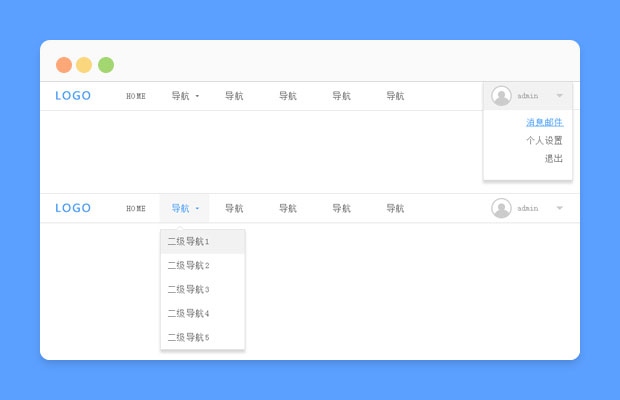 LOGO HOME 导航 导航 导航 导航 导航 admin
消息邮件
个人设置
退出
LOGO HOME 导航 导航 导航 导航 导航 admin
二级导航1
二级导航2
二级导航3
二级导航4
二级导航5